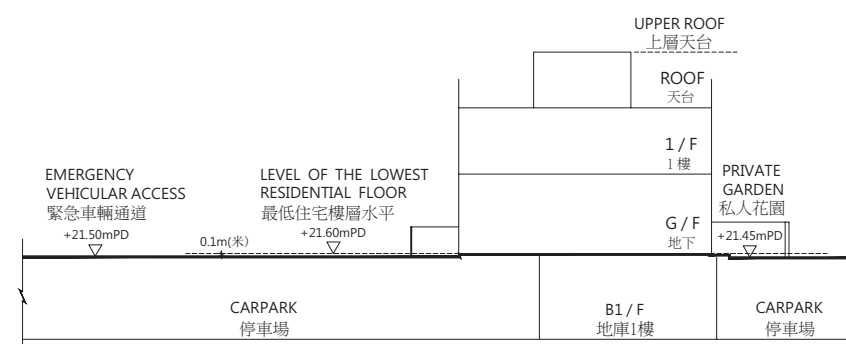 UPPER ROOF
上層天台
ROOF
天台
1 / F
1 樓
EMERGENCY
VEHICULAR ACCESS
緊急車輛通道
+21.50mPD
0.1m(米)
LEVEL OF THE LOWEST
RESIDENTIAL FLOOR
最低住宅樓層水平
+21.60mPD
G / F
地下
PRIVATE
GARDEN
私人花園
+21.45mPD
CARPARK
停車場
B1 / F
地庫1樓
CARPARK
停車場